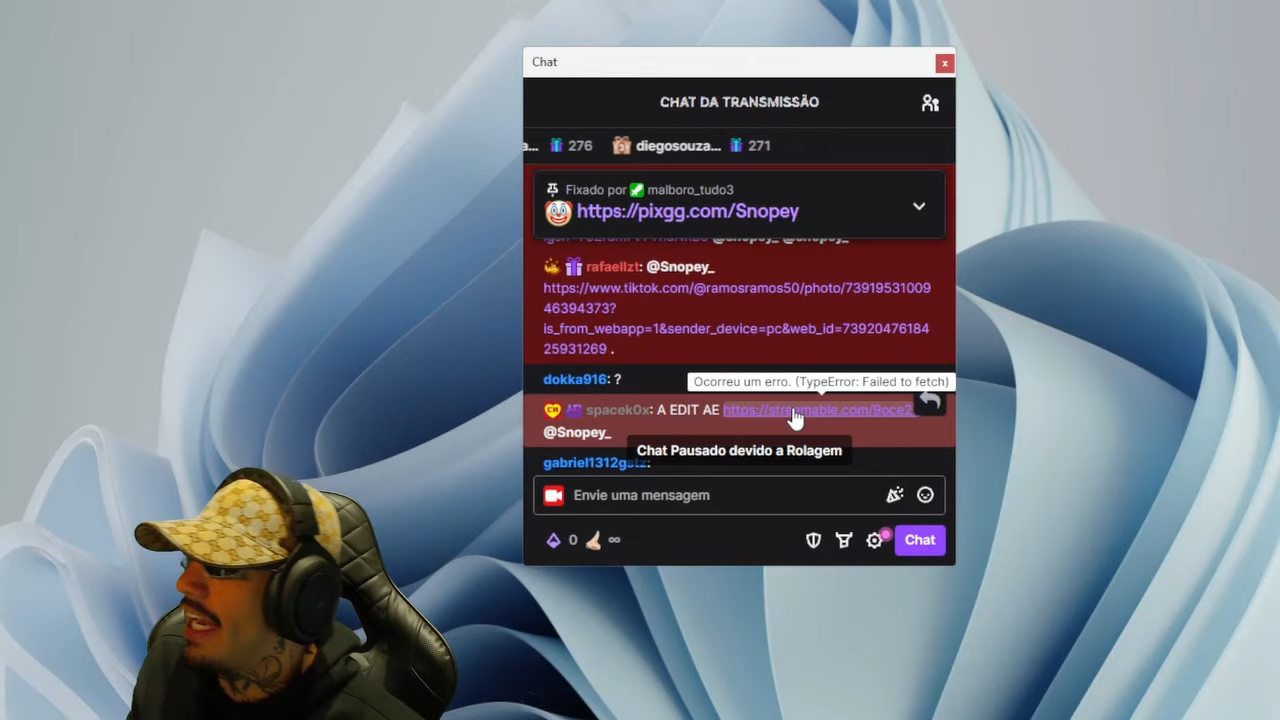 Chat
x
CHAT DA TRANSMISSÃO
a... 276 diegosouza... 271
Fixado por malboro_tudo3
https://pixgg.com/Snopey
@snopey_ @snopey_
rafaellzt: @Snopey_
https://www.tiktok.com/@ramosramos50/photo/73919531009
46394373?
is_from_webapp=1&sender_device=pc&web_id=73920476184
25931269 .
dokka916: ?
Ocorreu um erro. (TypeError: Failed to fetch)
spacek0x: A EDIT AE
@Snopey_
Chat Pausado devido a Rolagem
Envie uma mensagem
0 ∞
Chat